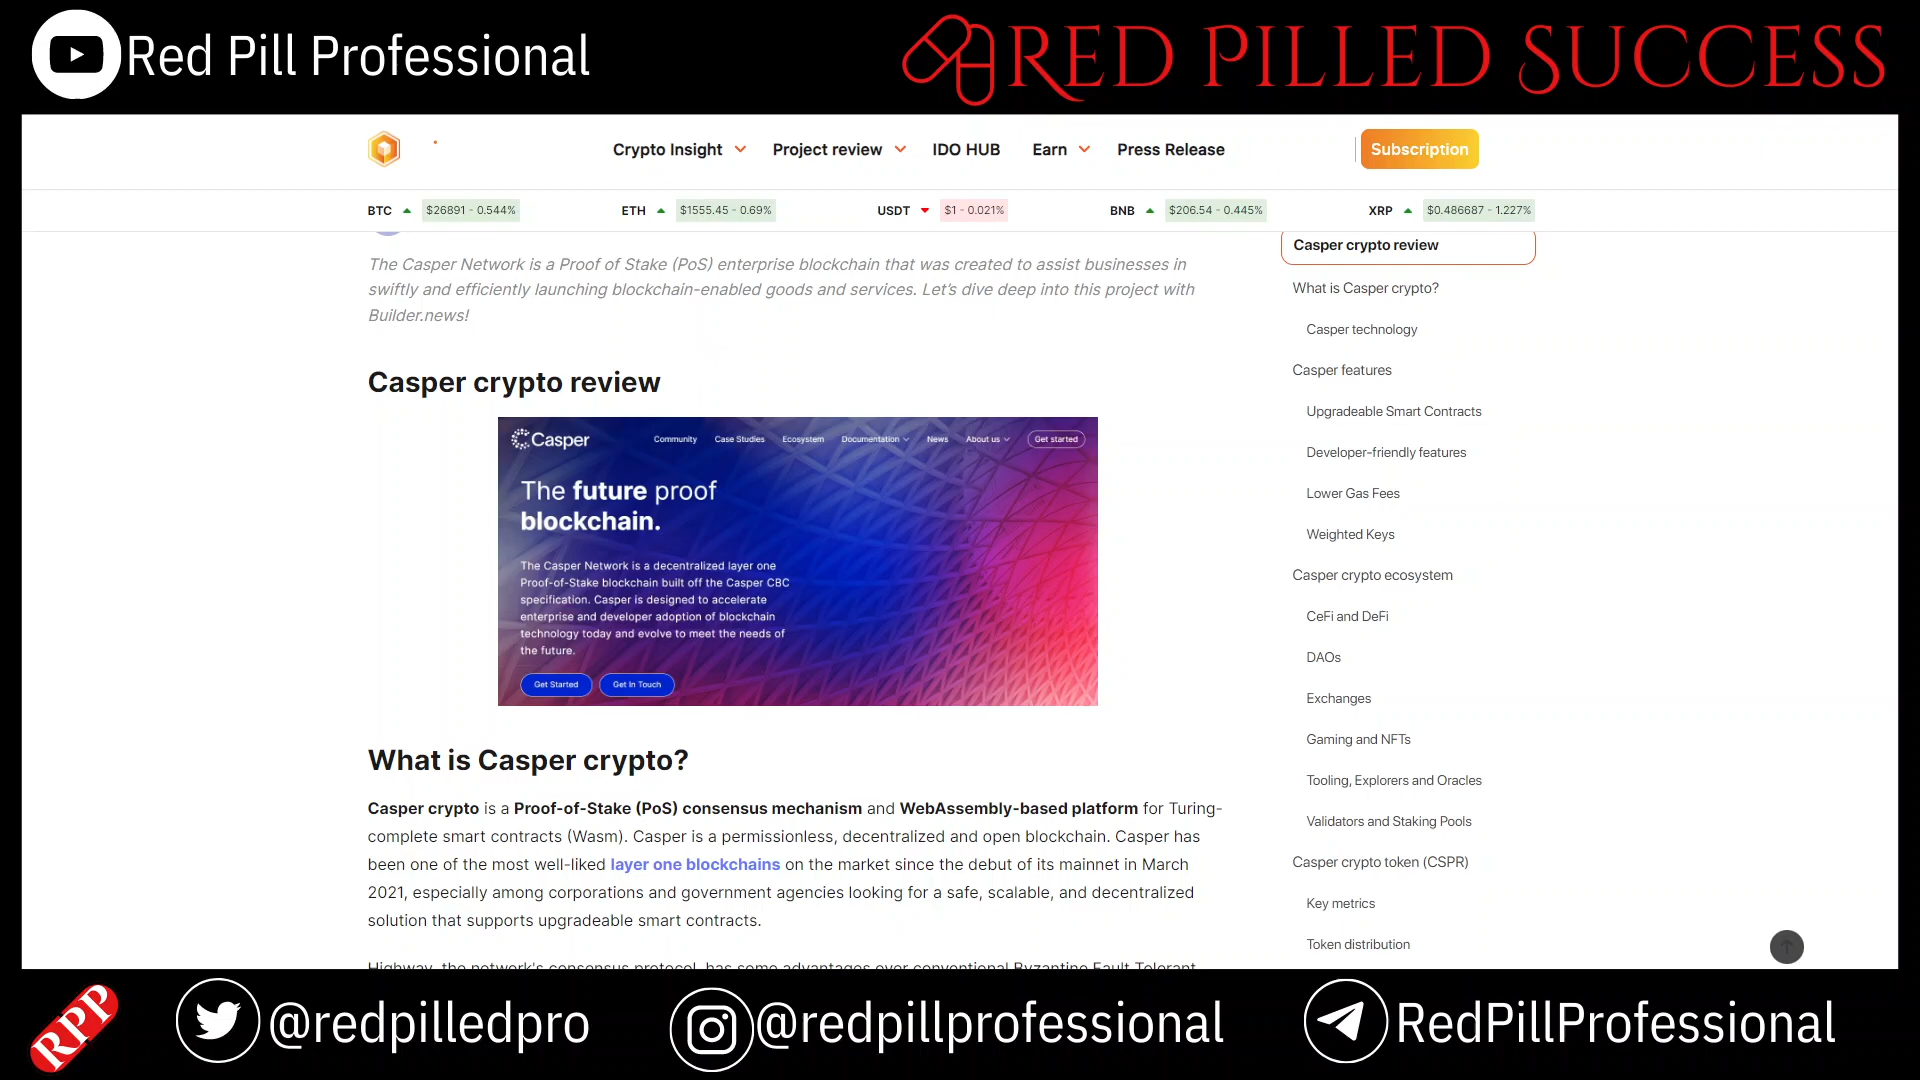 Red Pill Professional
RED PILLED SUCCESS
Crypto Insight
Project review
IDO HUB
Earn
Press Release
Subscription
BTC $26891 - 0.544%
ETH $1555.45 - 0.69%
USDT $1 - 0.021%
BNB $206.54 - 0.445%
XRP $0.486687 - 1.227%
The Casper Network is a Proof of Stake (PoS) enterprise blockchain that was created to assist businesses in
swiftly and efficiently launching blockchain-enabled goods and services. Let's dive deep into this project with
Builder.news!
Casper crypto review
Casper
Community
Case Studies
Ecosystem
Documentation
News
About us
Get started
The future proof
blockchain.
The Casper Network is a decentralized layer one
Proof-of-Stake blockchain built off the Casper CBC
specification. Casper is designed to accelerate
enterprise and developer adoption of blockchain
technology today and evolve to meet the needs of
the future.
Get Started
Get In Touch
What is Casper crypto?
Casper crypto is a Proof-of-Stake (PoS) consensus mechanism and WebAssembly-based platform for Turing-
complete smart contracts (Wasm). Casper is a permissionless, decentralized and open blockchain. Casper has
been one of the most well-liked layer one blockchains on the market since the debut of its mainnet in March
2021, especially among corporations and government agencies looking for a safe, scalable, and decentralized
solution that supports upgradeable smart contracts.
Highway, the network's consensus protocol, has some advantages over conventional Byzantine Fault Tolerant
Casper crypto review
What is Casper crypto?
Casper technology
Casper features
Upgradeable Smart Contracts
Developer-friendly features
Lower Gas Fees
Weighted Keys
Casper crypto ecosystem
CeFi and DeFi
DAOs
Exchanges
Gaming and NFTs
Tooling, Explorers and Oracles
Validators and Staking Pools
Casper crypto token (CSPR)
Key metrics
Token distribution
RPP
@redpilledpro
@redpillprofessional
RedPillProfessional